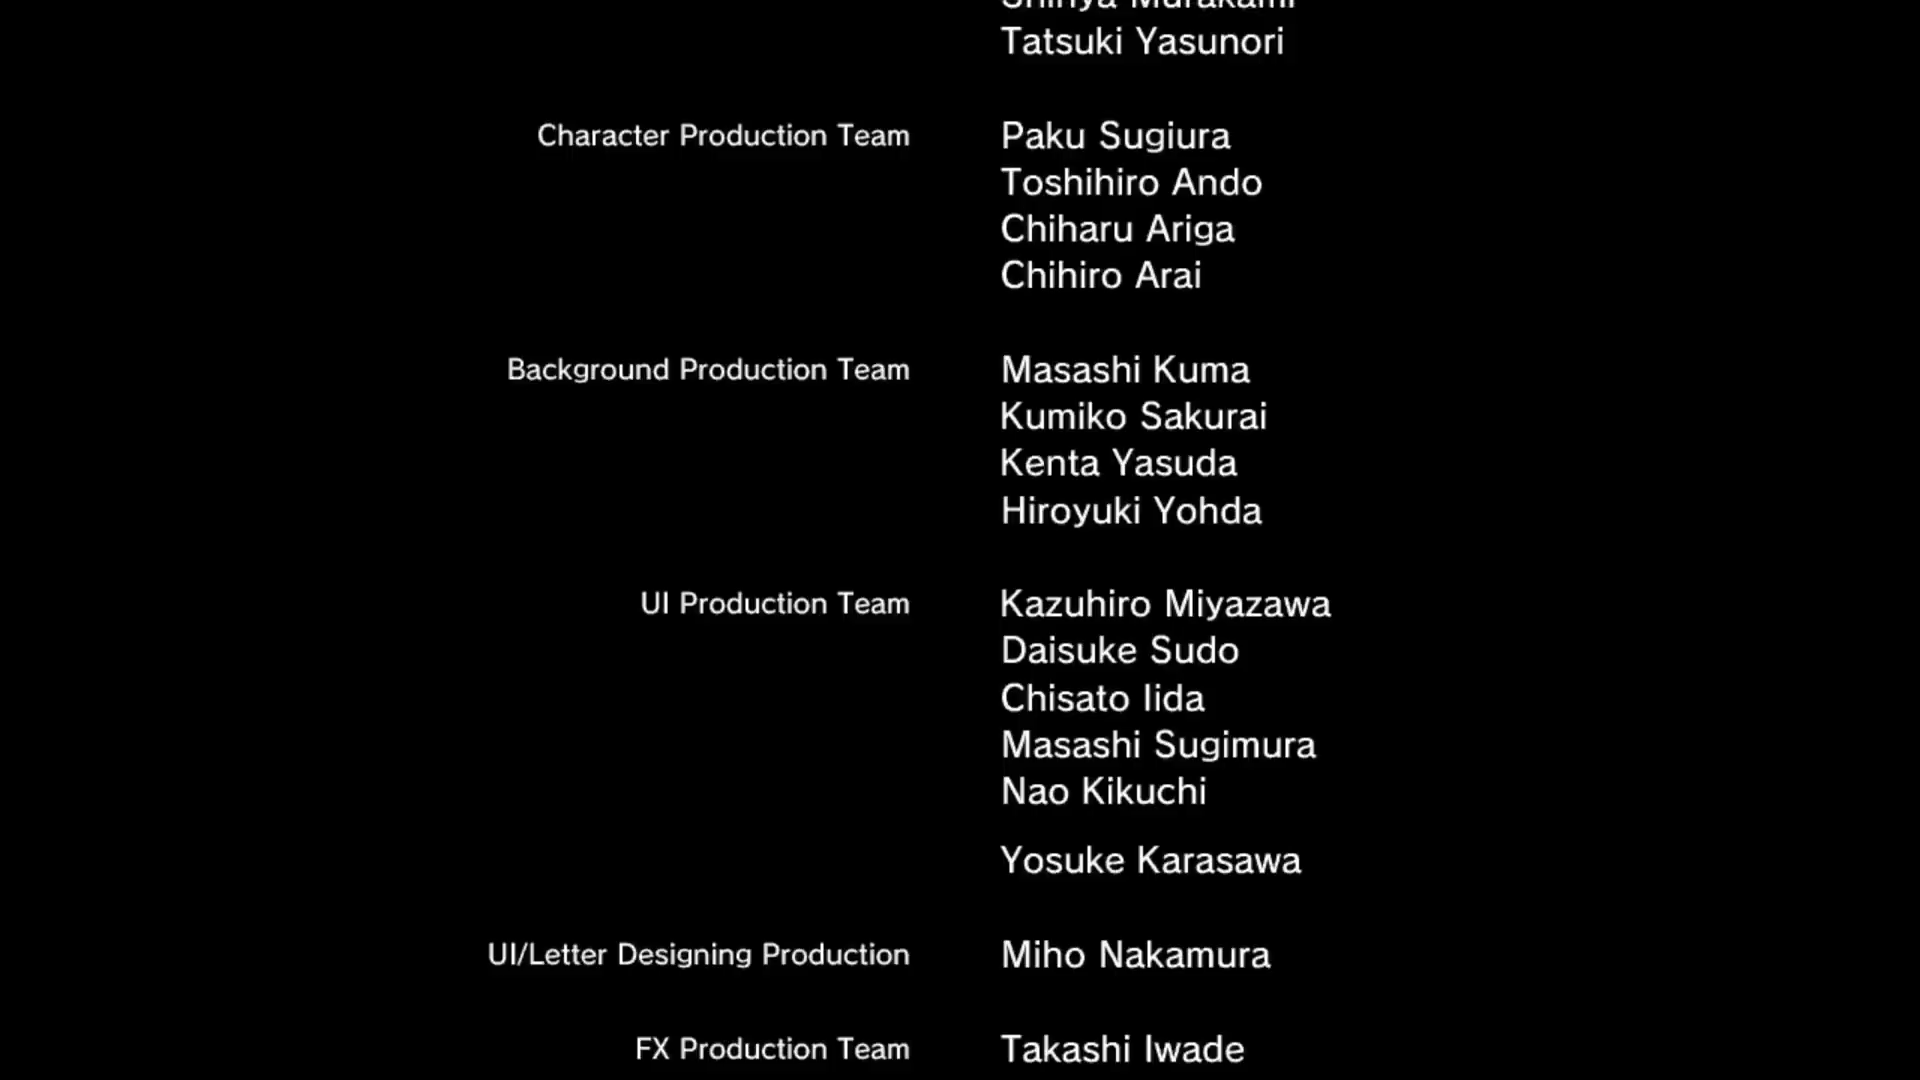 Shinya Murakami
Tatsuki Yasunori
Character Production Team Paku Sugiura
Toshihiro Ando
Chiharu Ariga
Chihiro Arai
Background Production Team Masashi Kuma
Kumiko Sakurai
Kenta Yasuda
Hiroyuki Yohda
UI Production Team Kazuhiro Miyazawa
Daisuke Sudo
Chisato Iida
Masashi Sugimura
Nao Kikuchi
Yosuke Karasawa
UI/Letter Designing Production Miho Nakamura
FX Production Team Takashi Iwade